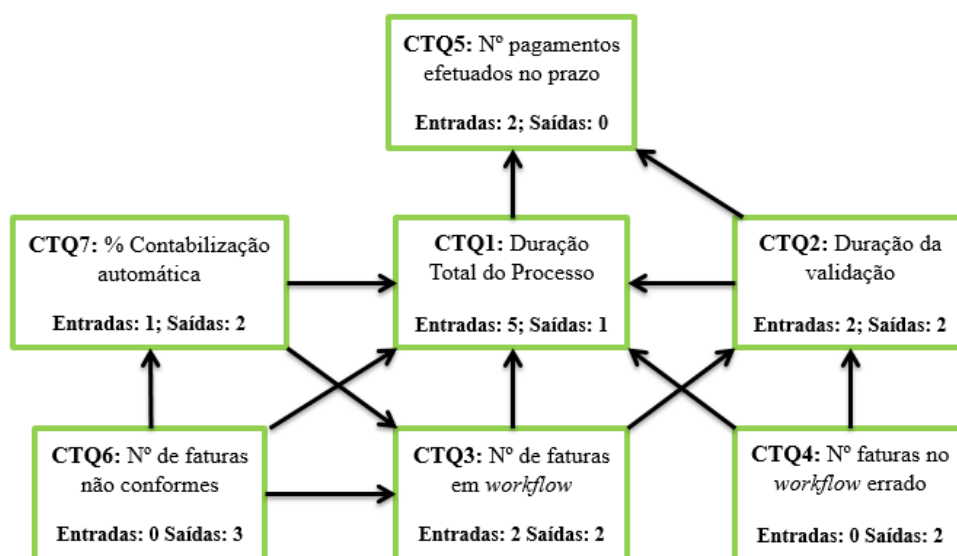 CTQ5: Nº pagamentos
efetuados no prazo
Entradas: 2; Saídas: 0
CTQ7: % Contabilização
automática
Entradas: 1; Saídas: 2
CTQ1: Duração
Total do Processo
Entradas: 5; Saídas: 1
CTQ2: Duração da
validação
Entradas: 2; Saídas: 2
CTQ6: Nº de faturas
não conformes
Entradas: 0 Saídas: 3
CTQ3: Nº de faturas
em workflow
Entradas: 2 Saídas: 2
CTQ4: Nº faturas no
workflow errado
Entradas: 0 Saídas: 2